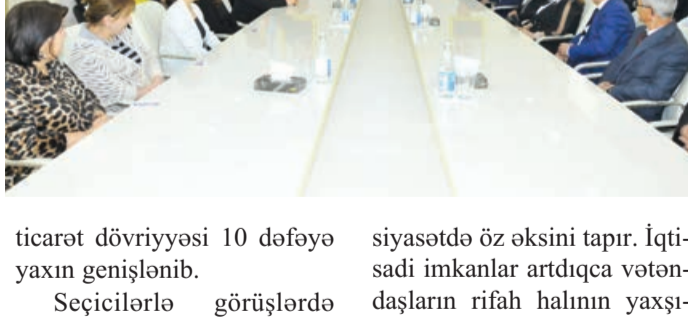 ticarət dövriyyəsi 10 dəfəyə
yaxın genişlənib.
Seçicilərlə görüşlərdə
siyasətdə öz əksini tapır. İqti-
sadi imkanlar artdıqca vətən-
daşların rifah halının yaxşı-